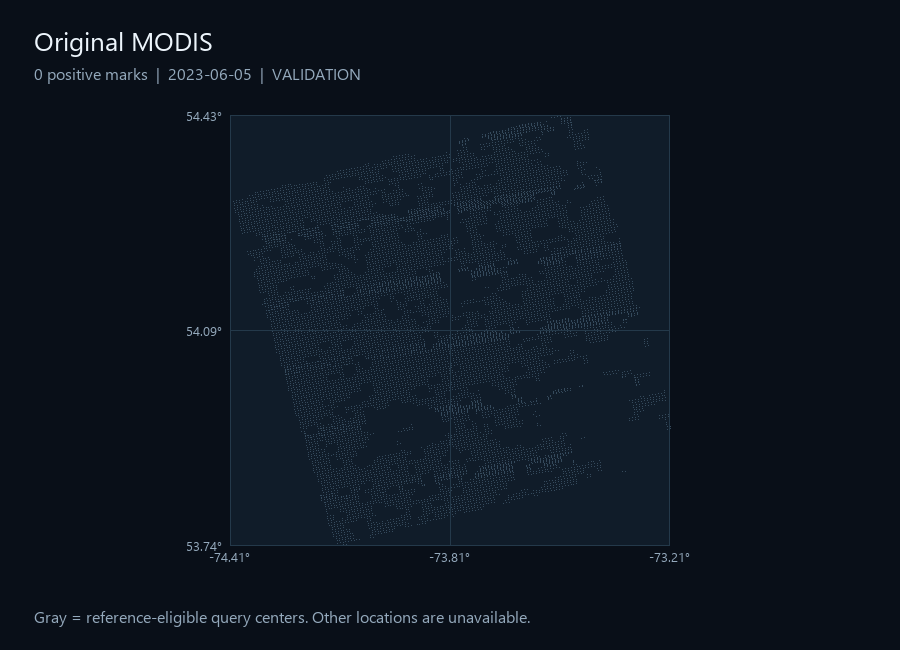 Original MODIS
0 positive marks | 2023-06-05 | VALIDATION
54.43°
54.09°
53.74°
-74.41°
-73.81°
-73.21°
Gray = reference-eligible query centers. Other locations are unavailable.